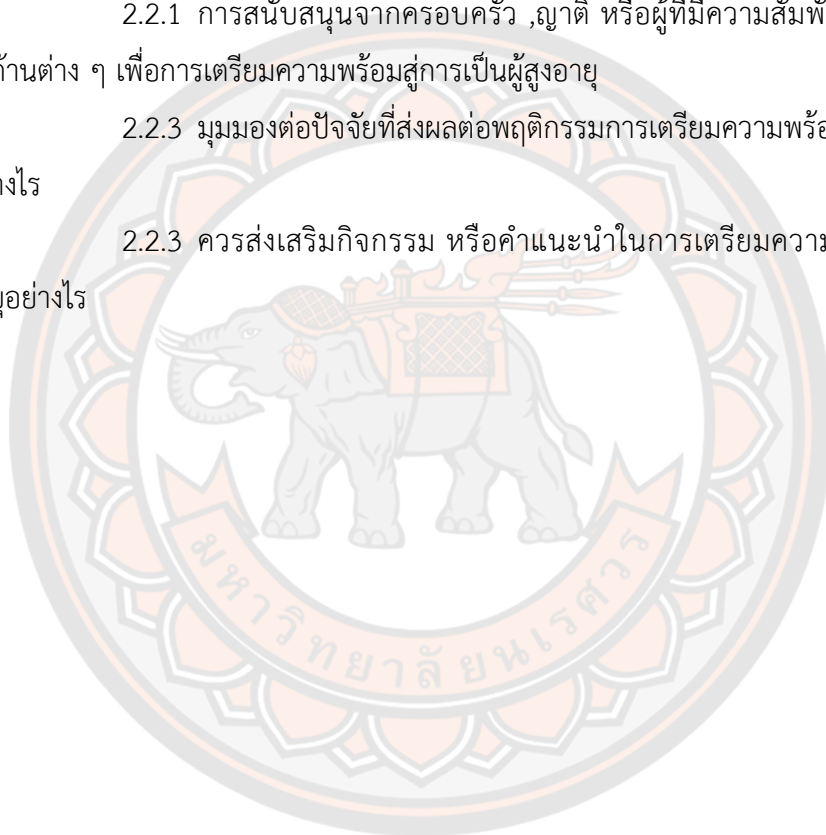 2.2.1 การสนับสนุนจากครอบครัว ,ญาติ หรือผู้ที่มีความสัมพั
ด้านต่าง ๆ เพื่อการเตรียมความพร้อมสู่การเป็นผู้สูงอายุ
2.2.3 มุมมองต่อปัจจัยที่ส่งผลต่อพฤติกรรมการเตรียมความพร้อ
างไร
2.2.3 ควรส่งเสริมกิจกรรม หรือคำแนะนำในการเตรียมความ
ยุอย่างไร
มหาวิทยาลัยนเรศวร